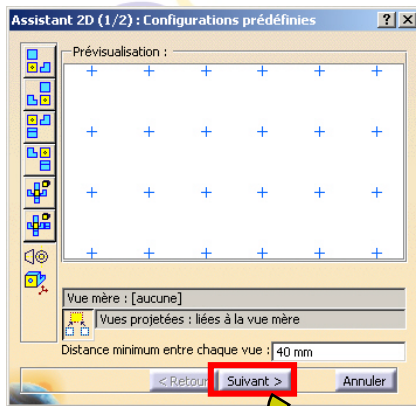 Assistant 2D (1/2) : Configurations prédéfinies
Prévisualisation :
Vue mère : [aucune]
Vues projetées : liées à la vue mère
Distance minimum entre chaque vue : 40 mm
< Retour Suivant > Annuler